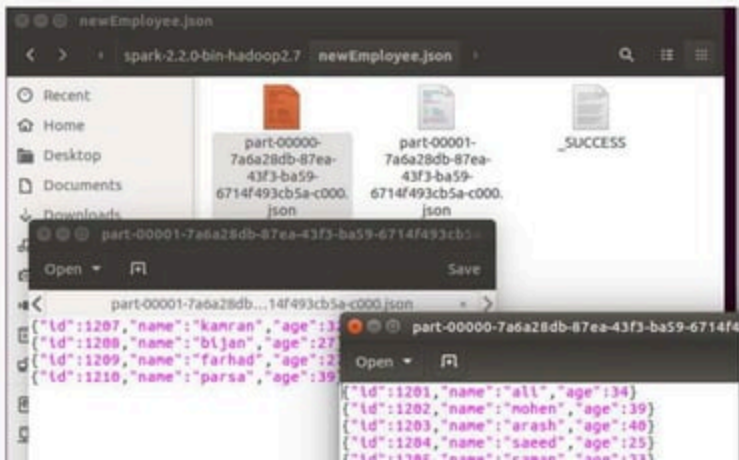 newEmployee.json
spark-2.2.0-bin-hadoop2.7 newEmployee.json
Recent
Home
Desktop
Documents
Downloads
part-00000-
7a6a28db-87ea-
43f3-ba59-
6714f493cb5a-c000.
json
part-00001-
7a6a28db-87ea-
43f3-ba59-
6714f493cb5a-c000.
json
_SUCCESS
part-00001-7a6a28db-87ea-43f3-ba59-6714f493cb5
Open Save
part-00001-7a6a28db...14f493cb5a-c000.json
{"id":1207,"name":"kamran","age":3
{"id":1208,"name":"bijan","age":27
{"id":1209,"name":"farhad","age":2
{"id":1210,"name":"parsa","age":39
part-00000-7a6a28db-87ea-43f3-ba59-6714f4
Open
{"id":1201,"name":"ali","age":34}
{"id":1202,"name":"mohen","age":39}
{"id":1203,"name":"arash","age":40}
{"id":1204,"name":"saeed","age":25}